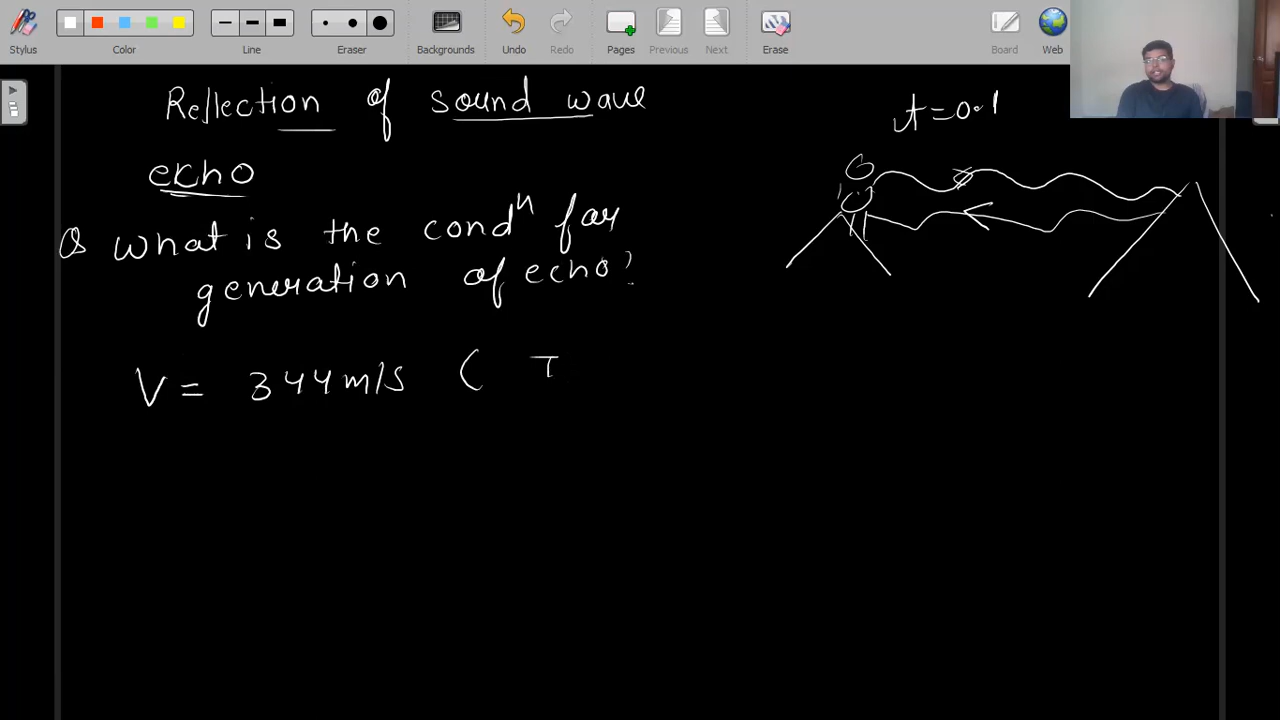 Stylus Color Line Eraser Backgrounds Undo Redo Pages Previous Next Erase Board Web
Reflection of sound wave
echo
t = 0.1
Q What is the condⁿ for
generation of echo?
V = 344 m/s ( T